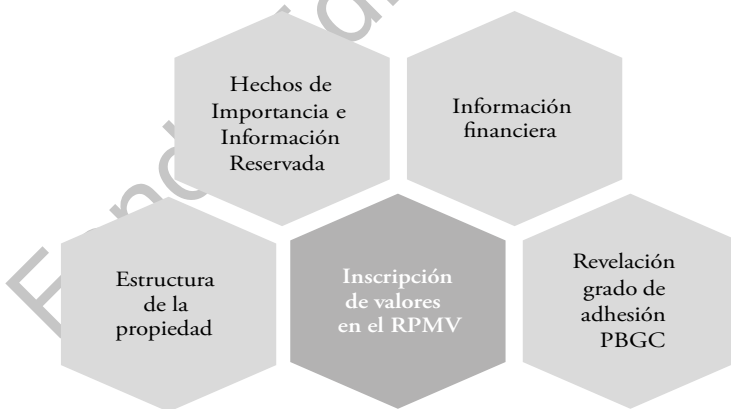 Hechos de
Importancia e
Información
Reservada
Información
financiera
Estructura
de la
propiedad
Inscripción
de valores
en el RPMV
Revelación
grado de
adhesión
PBGC